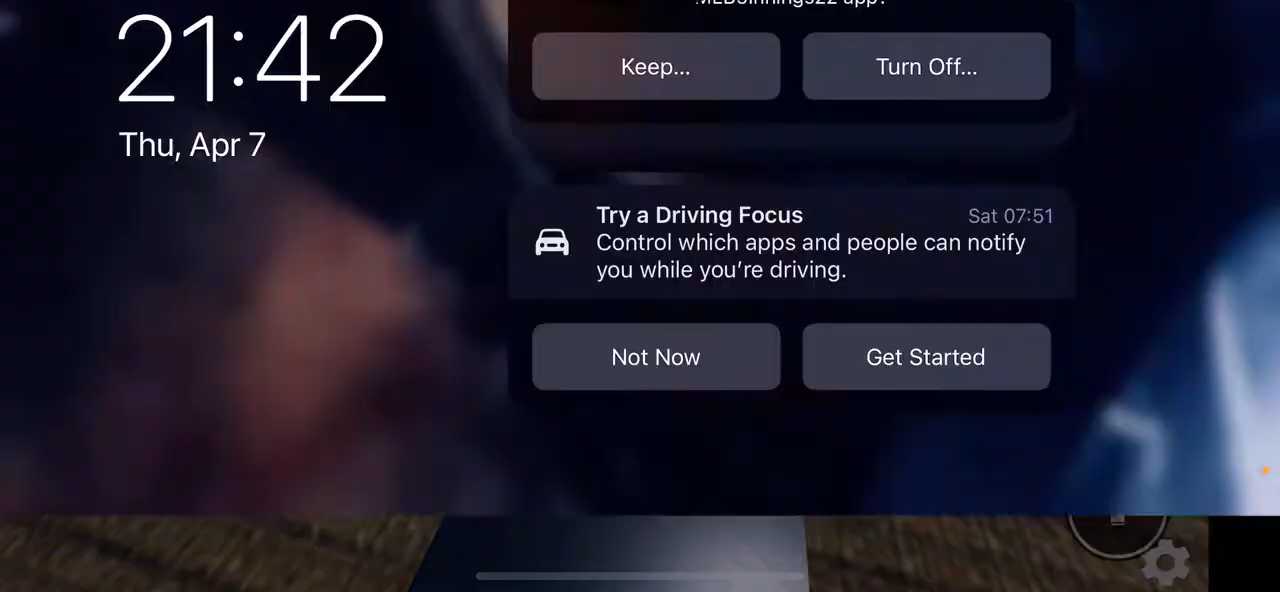 21:42
Thu, Apr 7
app?
Keep...
Turn Off...
Try a Driving Focus
Sat 07:51
Control which apps and people can notify
you while you're driving.
Not Now
Get Started